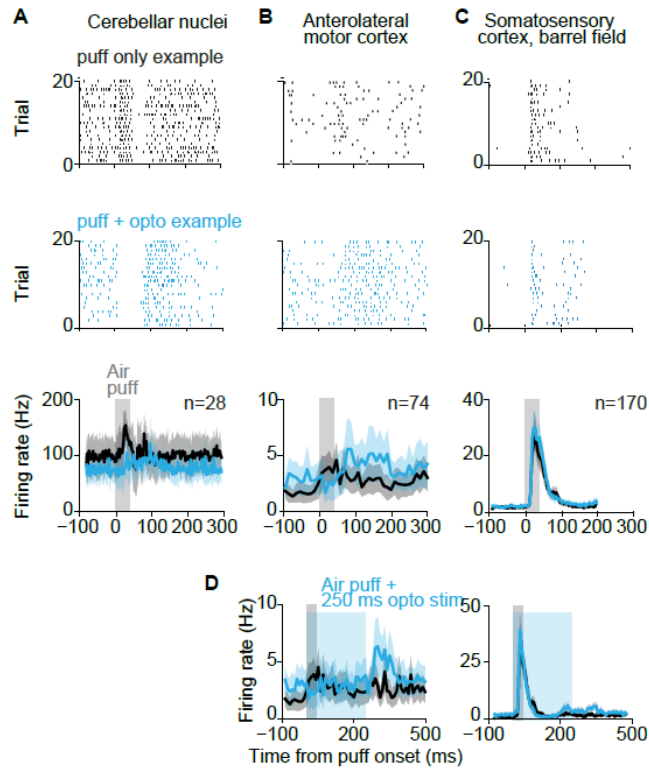 A
Cerebellar nuclei
B
Anterolateral
motor cortex
C
Somatosensory
cortex, barrel field
puff only example
Trial
20
0
20
0
puff + opto example
Trial
20
0
20
0
Firing rate (Hz)
200
100
0
Air
puff
n=28
−100 0 100 200 300
10
5
0
n=74
−100 0 100 200 300
40
20
0
n=170
−100 0 100 200 300
D
Air puff +
250 ms opto stim
Firing rate
(Hz)
10
5
0
−100 200 500
50
25
0
−100 200 500
Time from puff onset (ms)